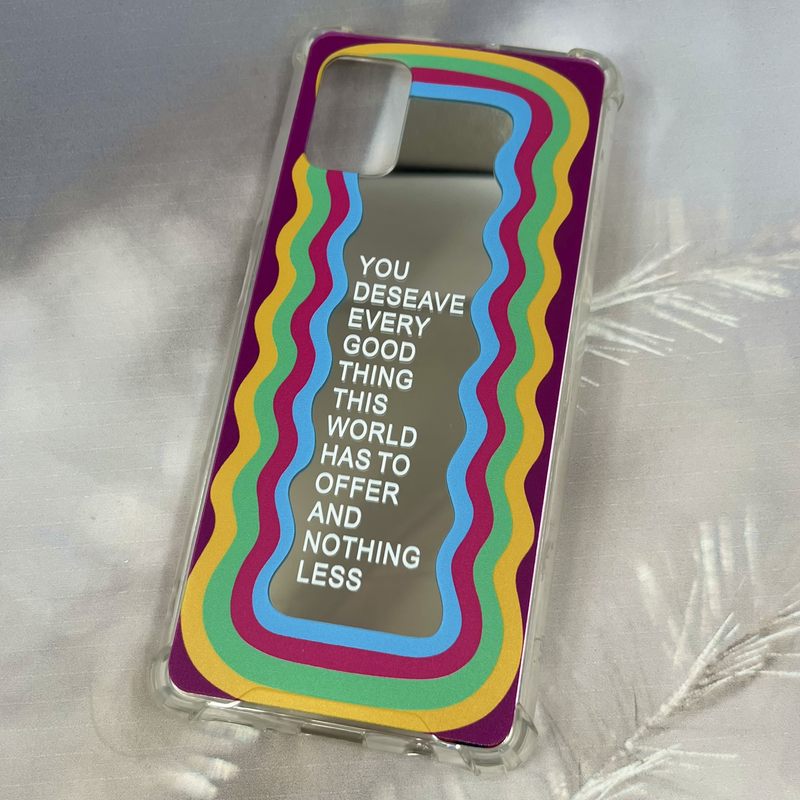 YOU
DESEAVE
EVERY
GOOD
THING
THIS
WORLD
HAS TO
OFFER
AND
NOTHING
LESS